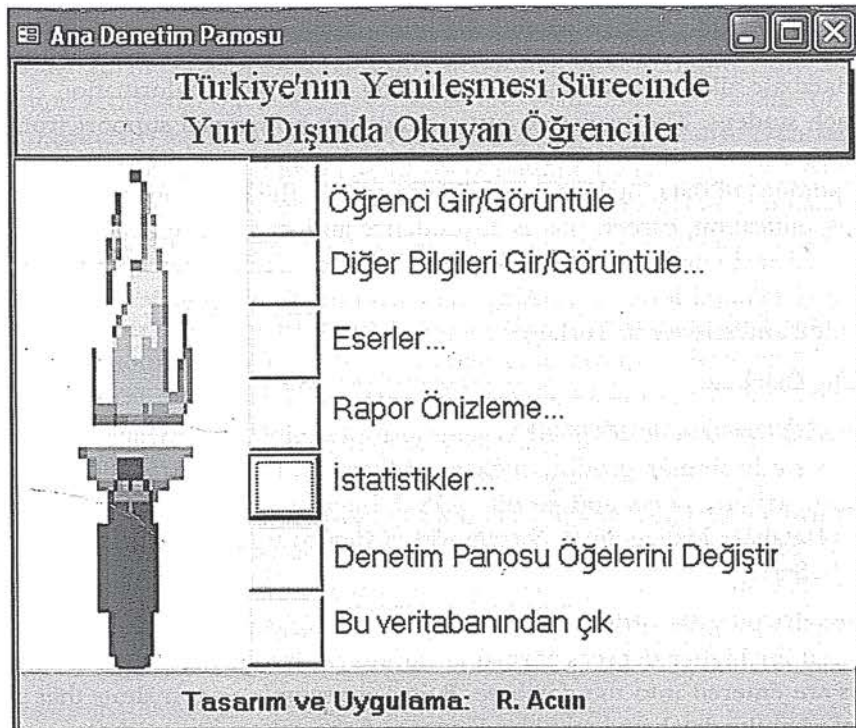 Ana Denetim Panosu
Türkiye'nin Yenileşmesi Sürecinde
Yurt Dışında Okuyan Öğrenciler
Öğrenci Gir/Görüntüle
Diğer Bilgileri Gir/Görüntüle...
Eserler...
Rapor Önizleme...
İstatistikler...
Denetim Panosu Öğelerini Değiştir
Bu veritabanından çık
Tasarım ve Uygulama: R. Acun